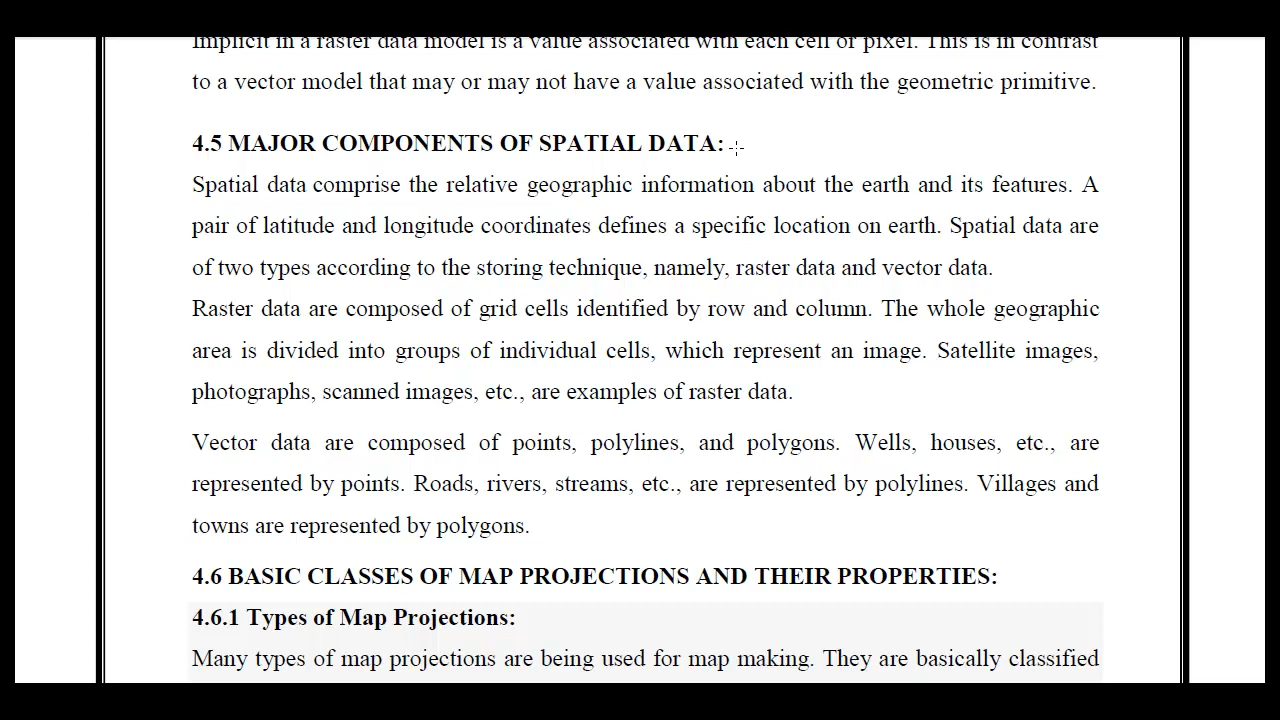 Implicit in a raster data model is a value associated with each cell or pixel. This is in contrast
to a vector model that may or may not have a value associated with the geometric primitive.
4.5 MAJOR COMPONENTS OF SPATIAL DATA:
Spatial data comprise the relative geographic information about the earth and its features. A
pair of latitude and longitude coordinates defines a specific location on earth. Spatial data are
of two types according to the storing technique, namely, raster data and vector data.
Raster data are composed of grid cells identified by row and column. The whole geographic
area is divided into groups of individual cells, which represent an image. Satellite images,
photographs, scanned images, etc., are examples of raster data.
Vector data are composed of points, polylines, and polygons. Wells, houses, etc., are
represented by points. Roads, rivers, streams, etc., are represented by polylines. Villages and
towns are represented by polygons.
4.6 BASIC CLASSES OF MAP PROJECTIONS AND THEIR PROPERTIES:
4.6.1 Types of Map Projections:
Many types of map projections are being used for map making. They are basically classified